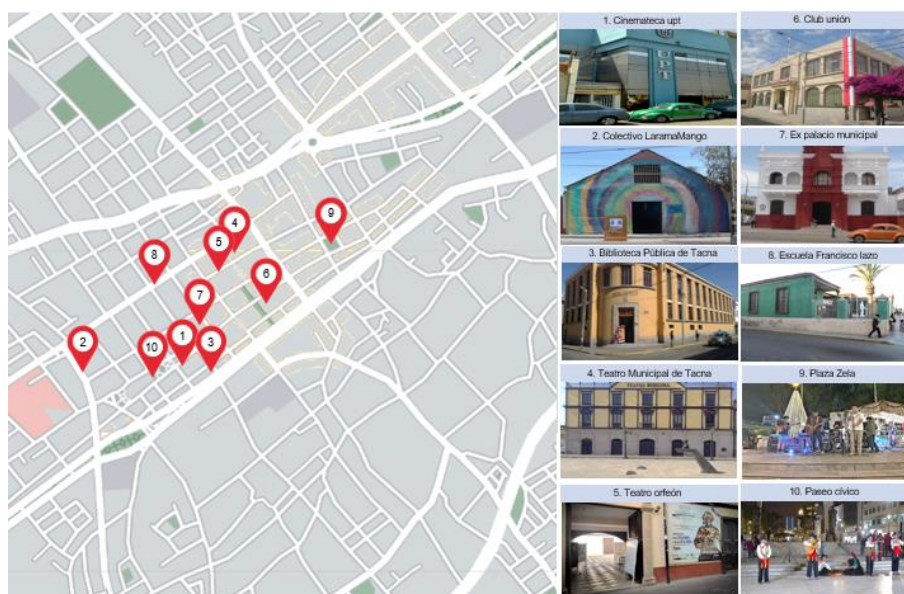 1. Cinemateca upt
6. Club unión
UPT
2. Colectivo LaramaMango
7. Ex palacio municipal
3. Biblioteca Pública de Tacna
8. Escuela Francisco lazo
4. Teatro Municipal de Tacna
9. Plaza Zela
TEATRO MUNICIPAL
5. Teatro orfeón
10. Paseo cívico
9
4
5
8
6
7
2
1
3
10